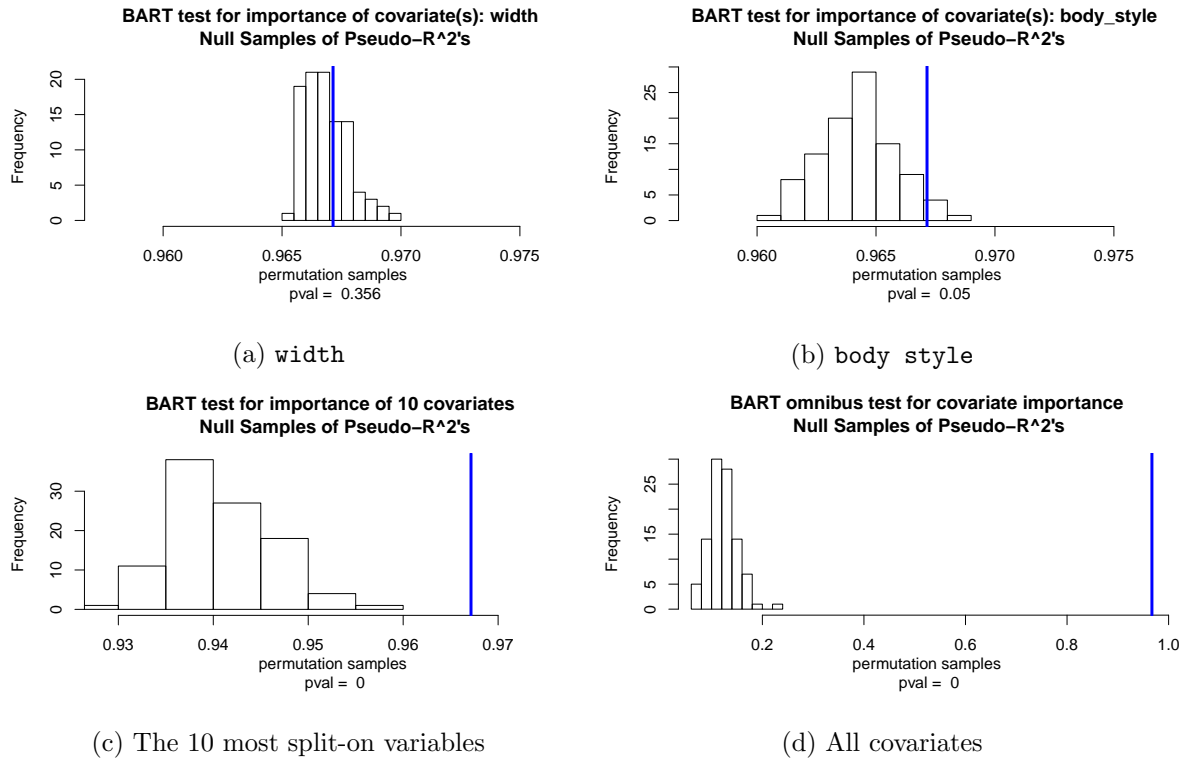 BART test for importance of covariate(s): width
Null Samples of Pseudo−R^2's
Frequency
0
5
10
15
20
0.960 0.965 0.970 0.975
permutation samples
pval = 0.356
(a) width
BART test for importance of covariate(s): body_style
Null Samples of Pseudo−R^2's
Frequency
0
5
15
25
0.960 0.965 0.970 0.975
permutation samples
pval = 0.05
(b) body style
BART test for importance of 10 covariates
Null Samples of Pseudo−R^2's
Frequency
0
10
20
30
0.93 0.94 0.95 0.96 0.97
permutation samples
pval = 0
(c) The 10 most split-on variables
BART omnibus test for covariate importance
Null Samples of Pseudo−R^2's
Frequency
0
5
15
25
0.2 0.4 0.6 0.8 1.0
permutation samples
pval = 0
(d) All covariates